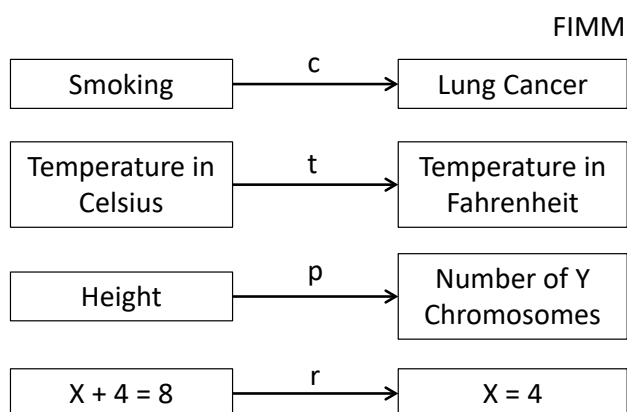 FIMM
c
Smoking
Lung Cancer
Temperature in
Celsius
t
Temperature in
Fahrenheit
p
Height
Number of Y
Chromosomes
r
X + 4 = 8
X = 4